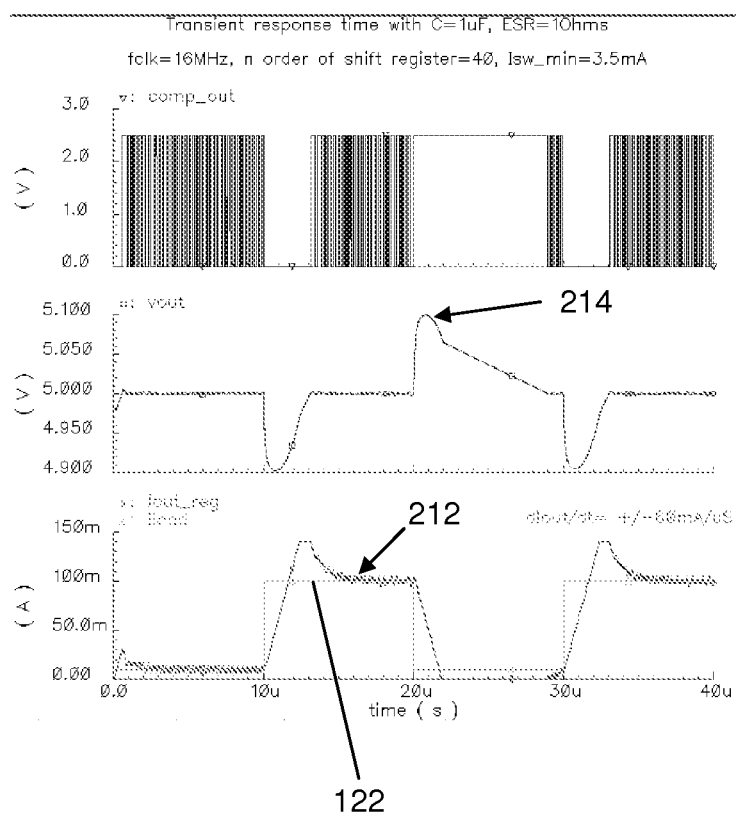 Transient response time with C=1uF, ESR=1Ohms
fclk=16MHz, n order of shift register=40, Isw_min=3.5mA
comp_out
3.0
2.0
(V)
1.0
0.0
vout
214
5.100
5.050
(V)
5.000
4.950
4.900
Iout_reg
Iload
212
dIout/dt= +/-60mA/uS
150m
100m
(A)
50.0m
0.00
0.0
10u
20u
30u
40u
time ( s )
122